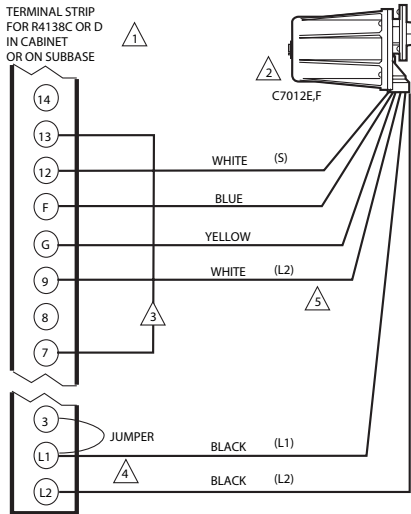 TERMINAL STRIP
FOR R4138C OR D
IN CABINET
OR ON SUBBASE
1
2
C7012E,F
14
13
12
WHITE (S)
F
BLUE
G
YELLOW
9
WHITE (L2)
5
8
3
7
3
JUMPER
L1
BLACK (L1)
4
L2
BLACK (L2)